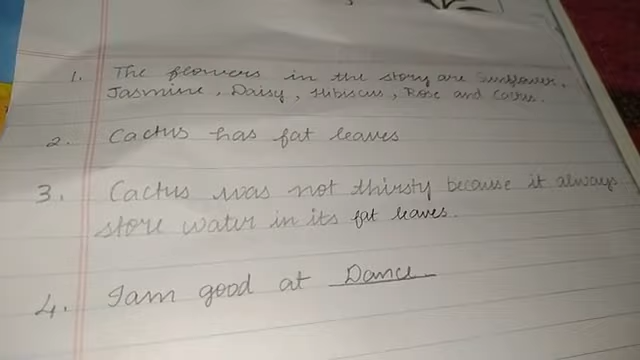 1. The flowers in the story are Sunflower,
Jasmine, Daisy, Hibiscus, Rose and Cactus.
2. Cactus has fat leaves
3. Cactus was not thirsty because it always
store water in its fat leaves.
4. I am good at Dance